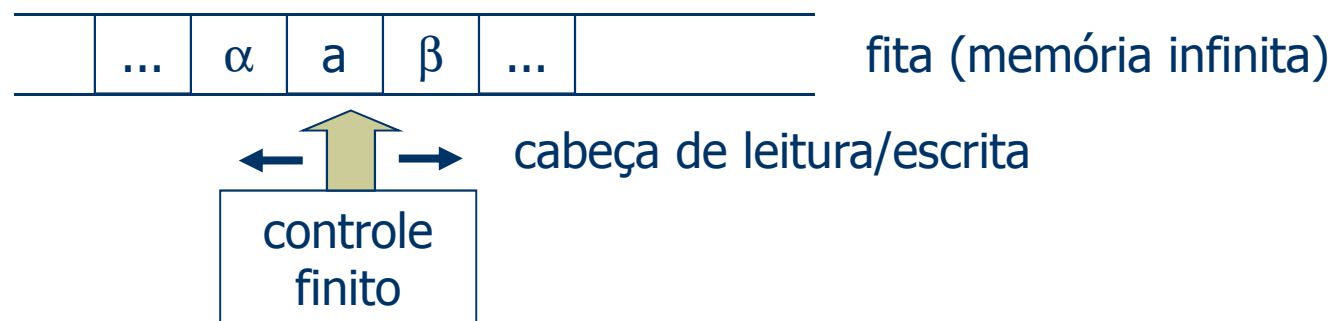 ... α a β ... fita (memória infinita)
cabeça de leitura/escrita
controle
finito